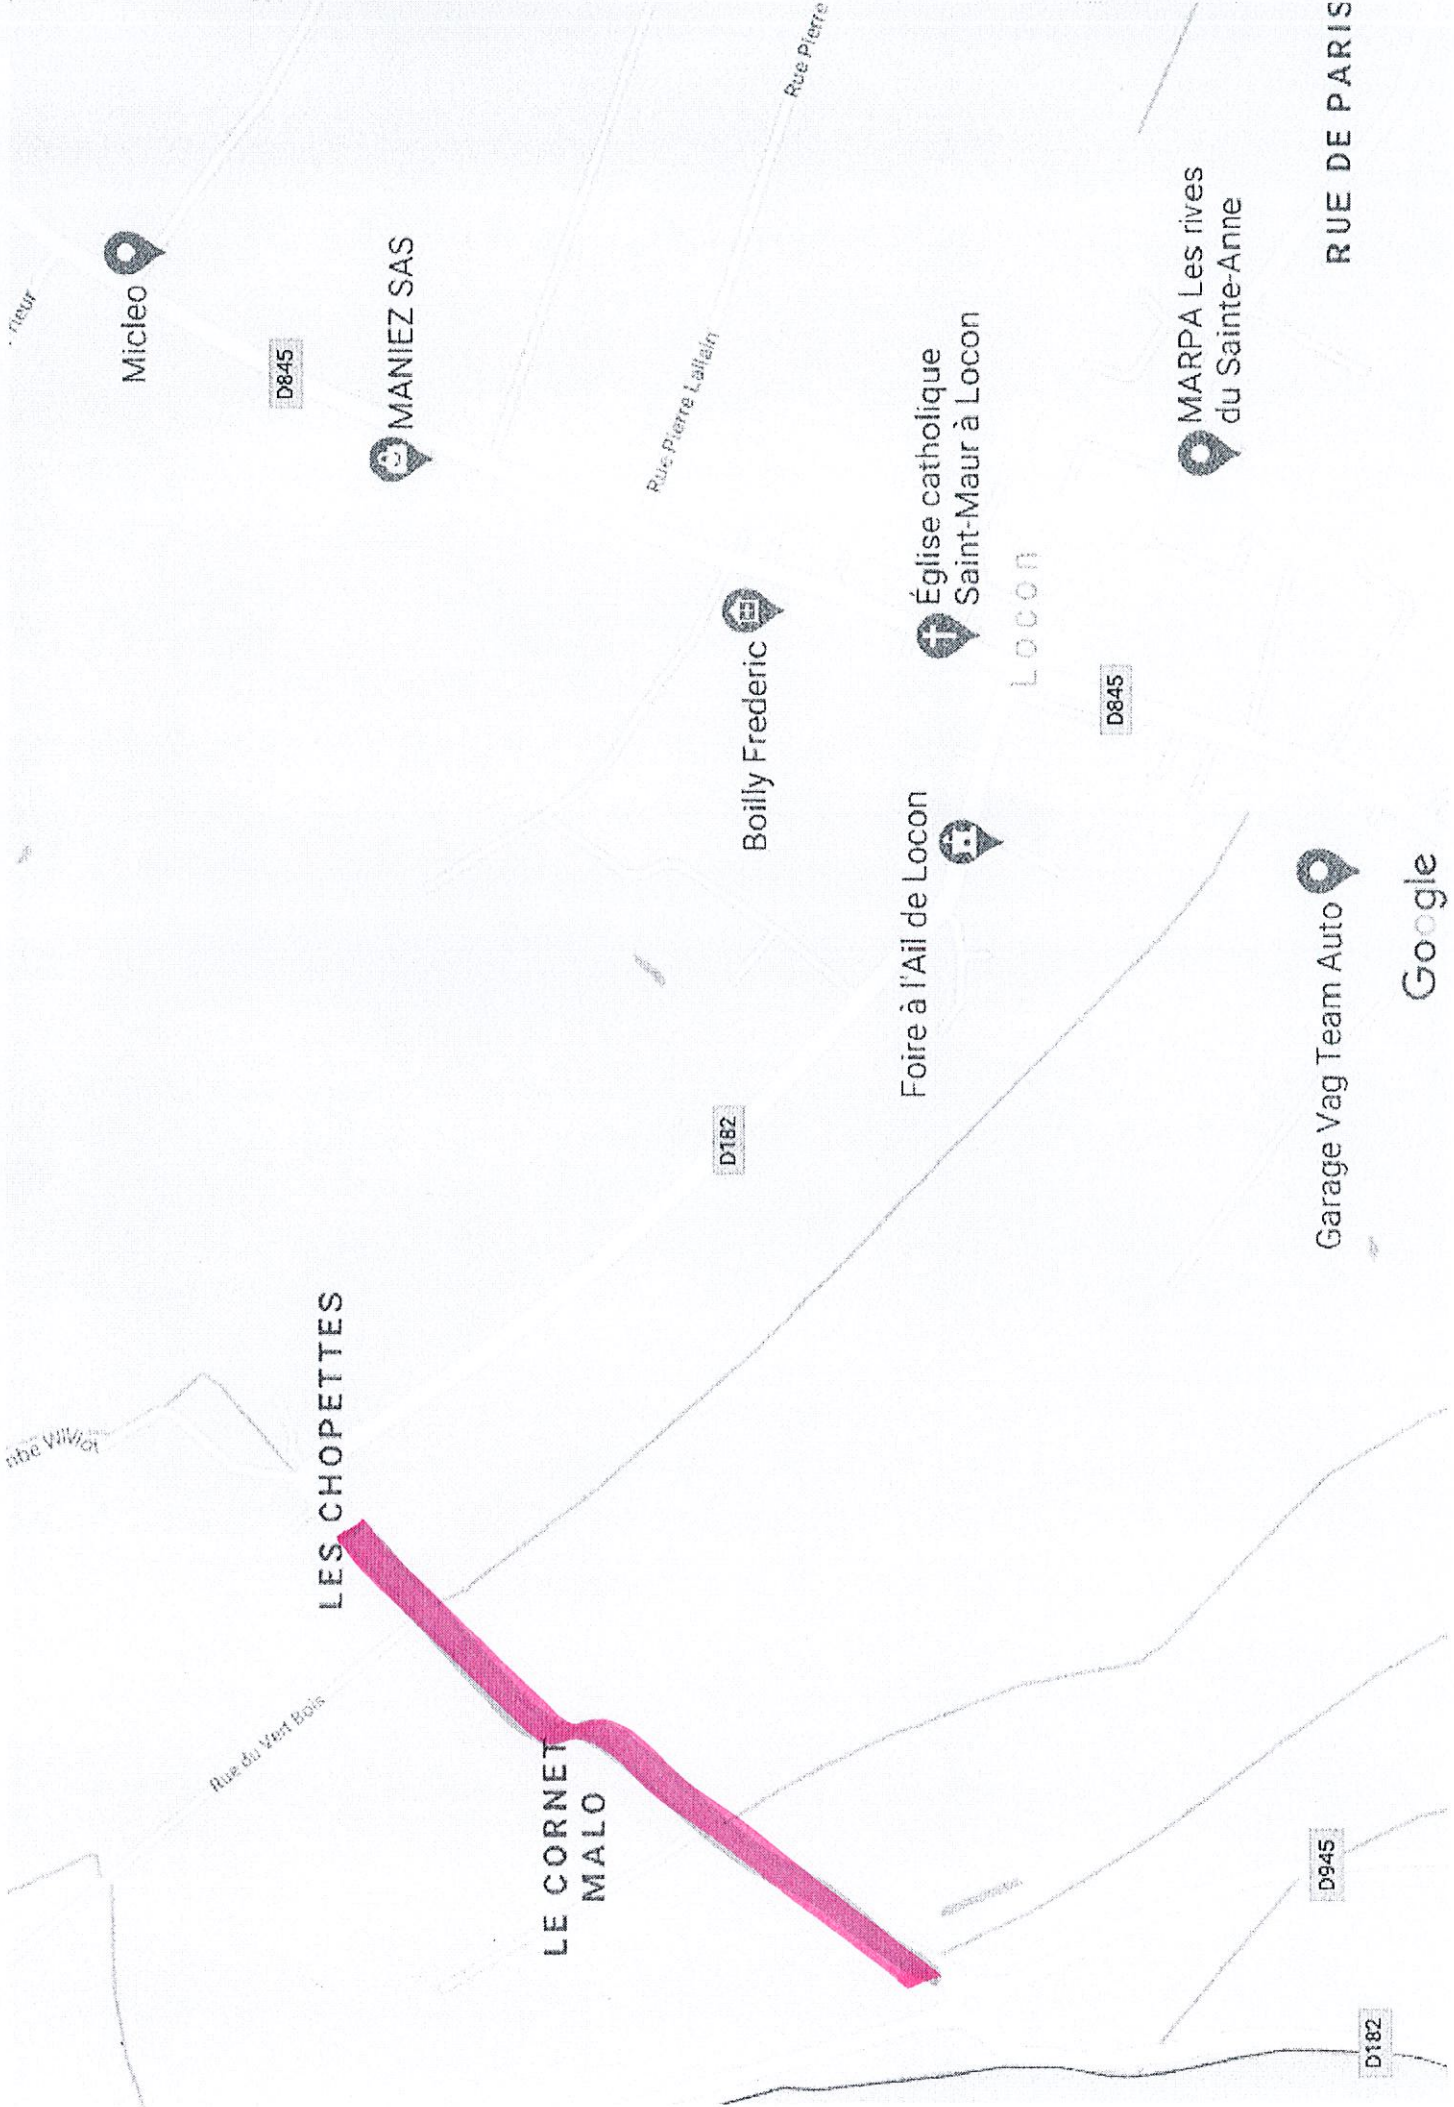 Micleo
D845
MANIEZ SAS
Rue Pierre
Rue Pierre Lallein
RUE DE PARIS
Boilly Frederic
Église catholique
Saint-Maur à Locon
Locon
MARPA Les rives
du Sainte-Anne
D845
Foire à l'Ail de Locon
D182
Garage Vag Team Auto
Google
LES CHOPETTES
Rue du Vert Bois
LE CORNET
MALO
D945
D182